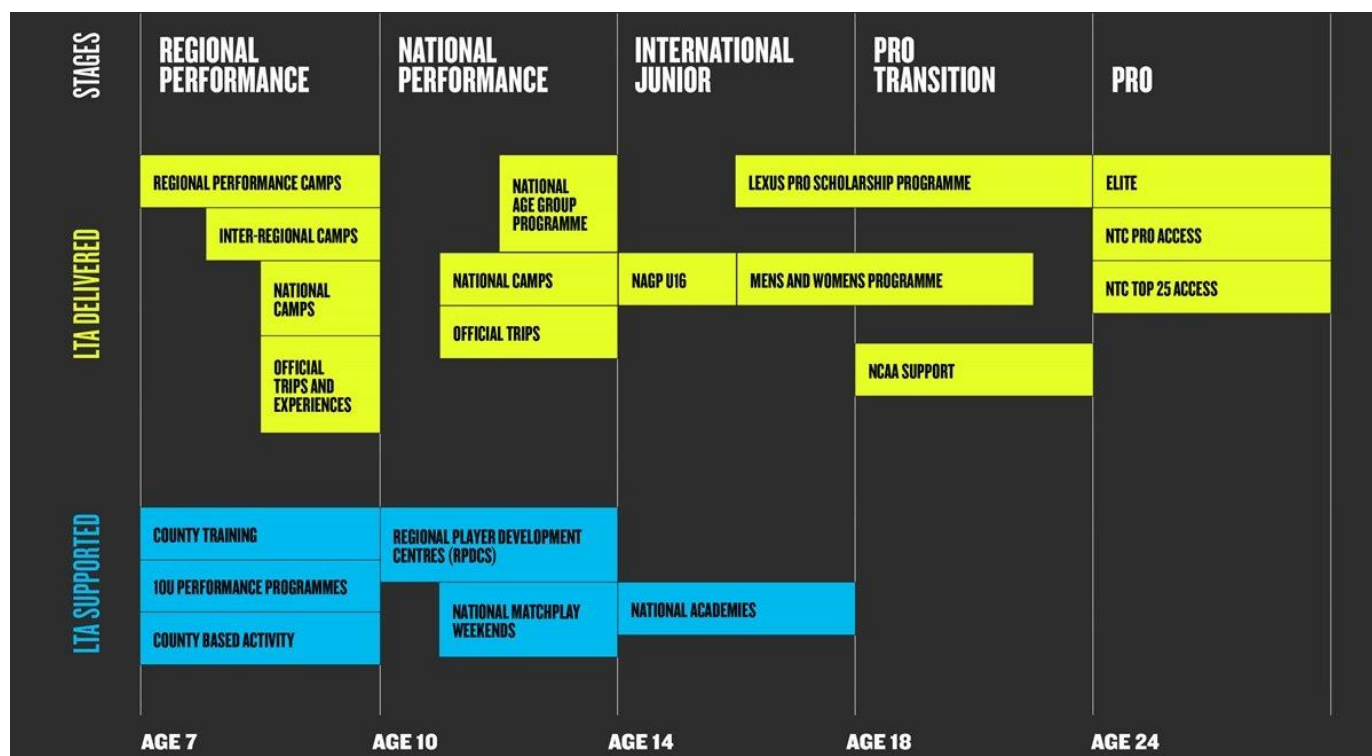 STAGES
REGIONAL
PERFORMANCE
NATIONAL
PERFORMANCE
INTERNATIONAL
JUNIOR
PRO
TRANSITION
PRO
LTA DELIVERED
REGIONAL PERFORMANCE CAMPS
INTER-REGIONAL CAMPS
NATIONAL
CAMPS
OFFICIAL
TRIPS AND
EXPERIENCES
NATIONAL
AGE GROUP
PROGRAMME
NATIONAL CAMPS
OFFICIAL TRIPS
NAGP U16
LEXUS PRO SCHOLARSHIP PROGRAMME
MENS AND WOMENS PROGRAMME
NCAA SUPPORT
ELITE
NTC PRO ACCESS
NTC TOP 25 ACCESS
LTA SUPPORTED
COUNTY TRAINING
10U PERFORMANCE PROGRAMMES
COUNTY BASED ACTIVITY
REGIONAL PLAYER DEVELOPMENT
CENTRES (RPDCS)
NATIONAL MATCHPLAY
WEEKENDS
NATIONAL ACADEMIES
AGE 7
AGE 10
AGE 14
AGE 18
AGE 24